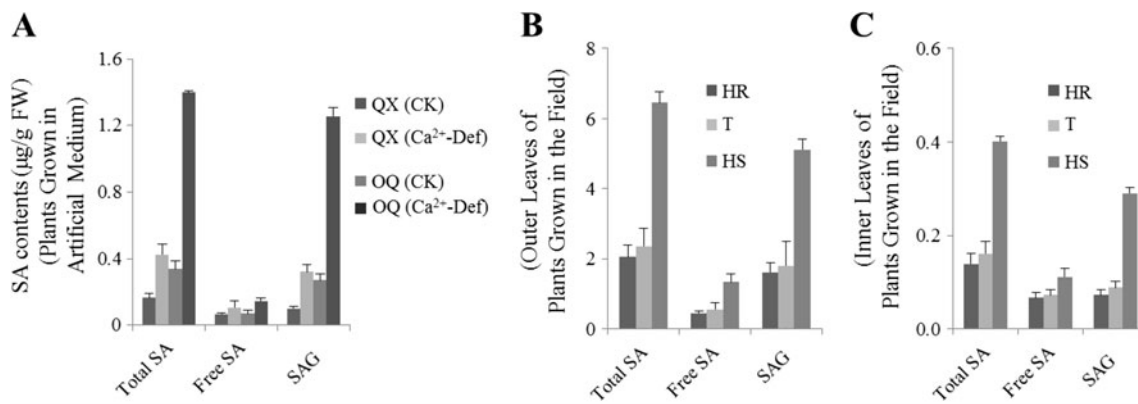 A
SA contents (µg/g FW)
(Plants Grown in
Artificial Medium)
1.6
1.2
0.8
0.4
0
Total SA
Free SA
SAG
QX (CK)
QX (Ca²⁺-Def)
OQ (CK)
OQ (Ca²⁺-Def)
B
(Outer Leaves of
Plants Grown in the Field)
8
6
4
2
0
Total SA
Free SA
SAG
HR
T
HS
C
(Inner Leaves of
Plants Grown in the Field)
0.6
0.4
0.2
0.0
Total SA
Free SA
SAG
HR
T
HS